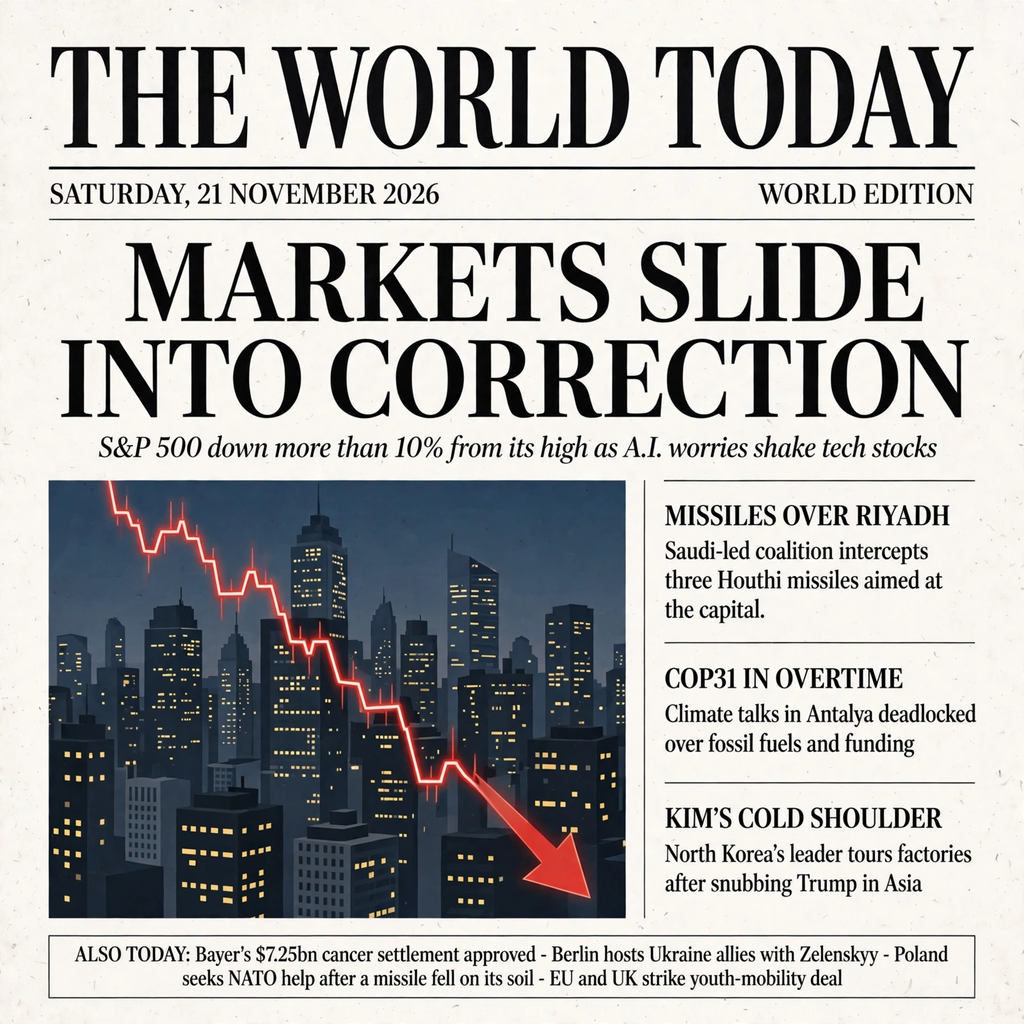 THE WORLD TODAY
SATURDAY, 21 NOVEMBER 2026
WORLD EDITION
MARKETS SLIDE
INTO CORRECTION
S&P 500 down more than 10% from its high as A.I. worries shake tech stocks
MISSILES OVER RIYADH
Saudi-led coalition intercepts
three Houthi missiles aimed at
the capital.
COP31 IN OVERTIME
Climate talks in Antalya deadlocked
over fossil fuels and funding
KIM'S COLD SHOULDER
North Korea's leader tours factories
after snubbing Trump in Asia
ALSO TODAY: Bayer's $7.25bn cancer settlement approved - Berlin hosts Ukraine allies with Zelenskyy - Poland
seeks NATO help after a missile fell on its soil - EU and UK strike youth-mobility deal